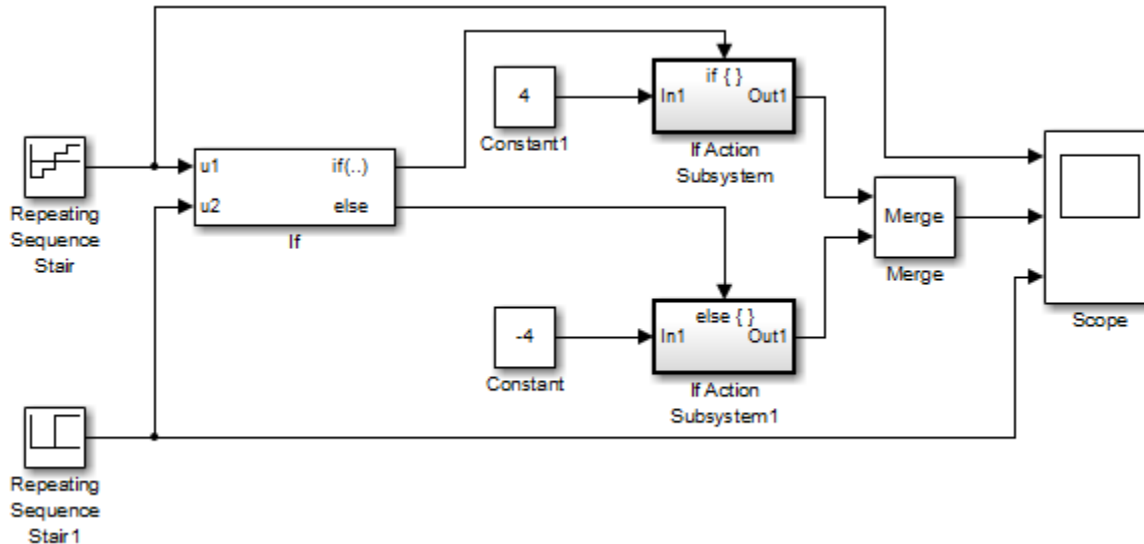 if { }
In1
Out1
4
Constant1
If Action
Subsystem
u1
if(..)
u2
else
If
Repeating
Sequence
Stair
Merge
Merge
Scope
else { }
In1
Out1
-4
Constant
If Action
Subsystem1
Repeating
Sequence
Stair1